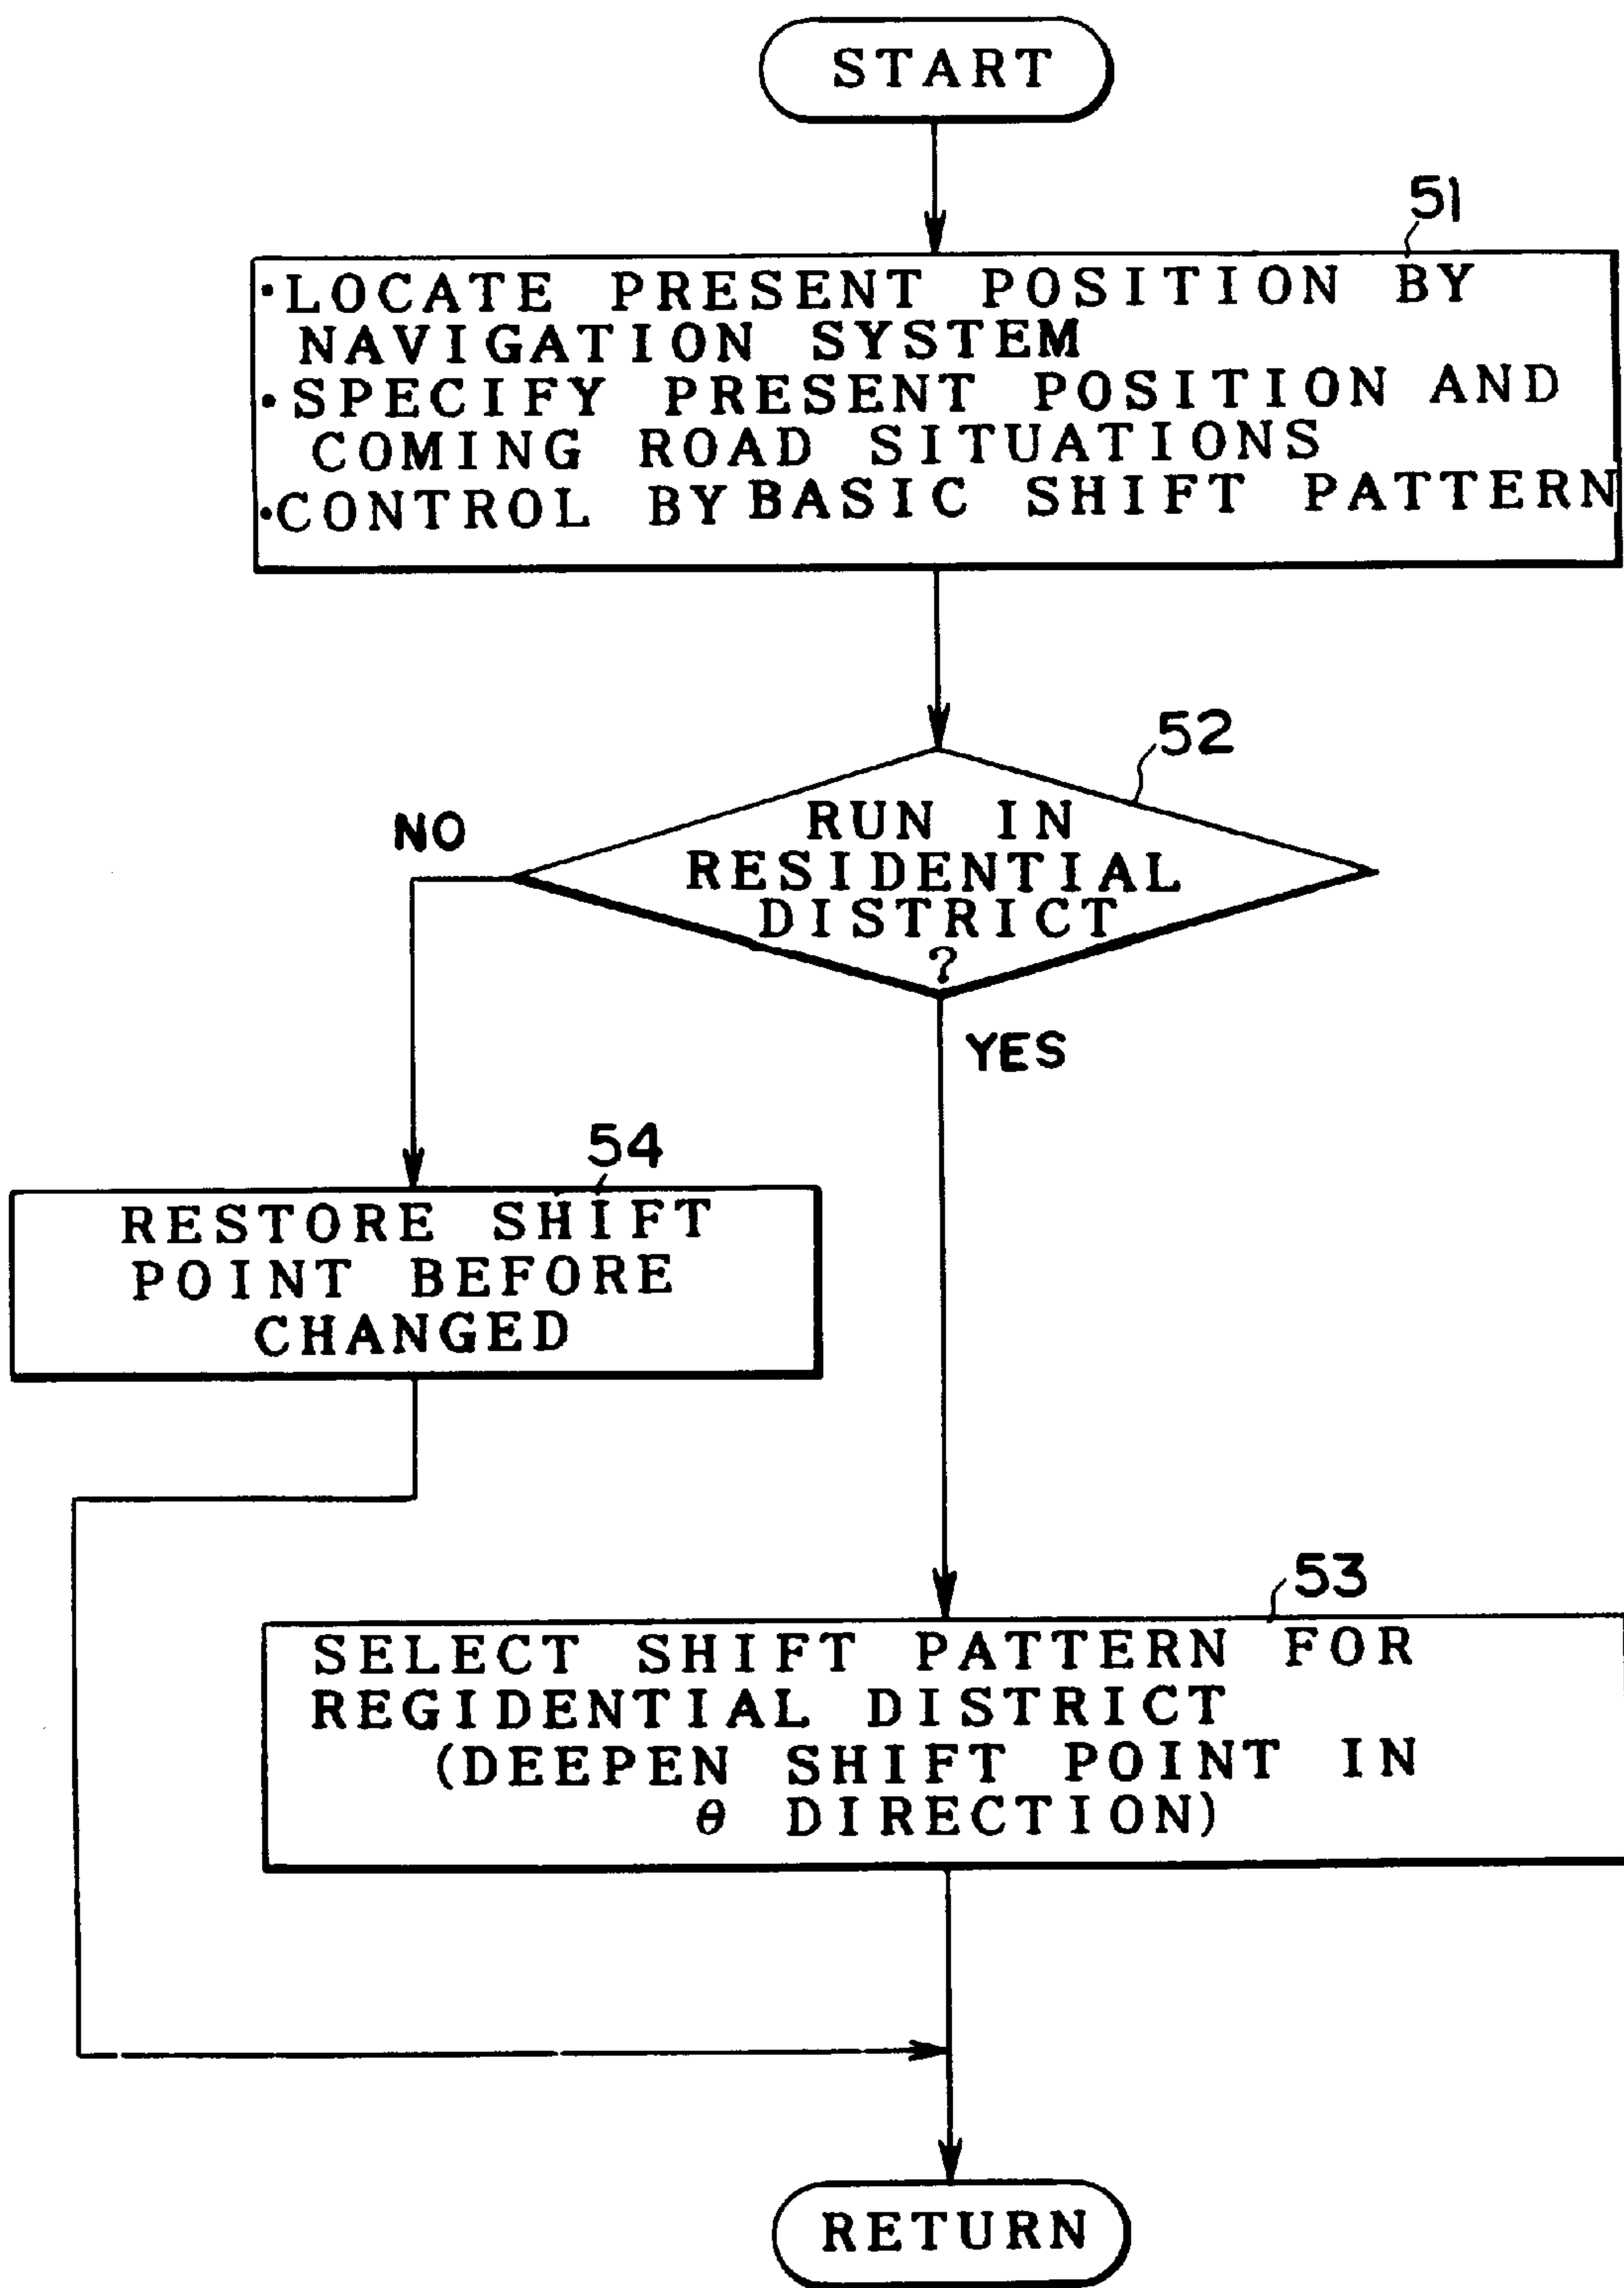 START
51
·LOCATE PRESENT POSITION BY
NAVIGATION SYSTEM
·SPECIFY PRESENT POSITION AND
COMING ROAD SITUATIONS
·CONTROL BY BASIC SHIFT PATTERN
52
NO
RUN IN
RESIDENTIAL
DISTRICT
?
YES
54
RESTORE SHIFT
POINT BEFORE
CHANGED
53
SELECT SHIFT PATTERN FOR
REGIDENTIAL DISTRICT
(DEEPEN SHIFT POINT IN
θ DIRECTION)
RETURN